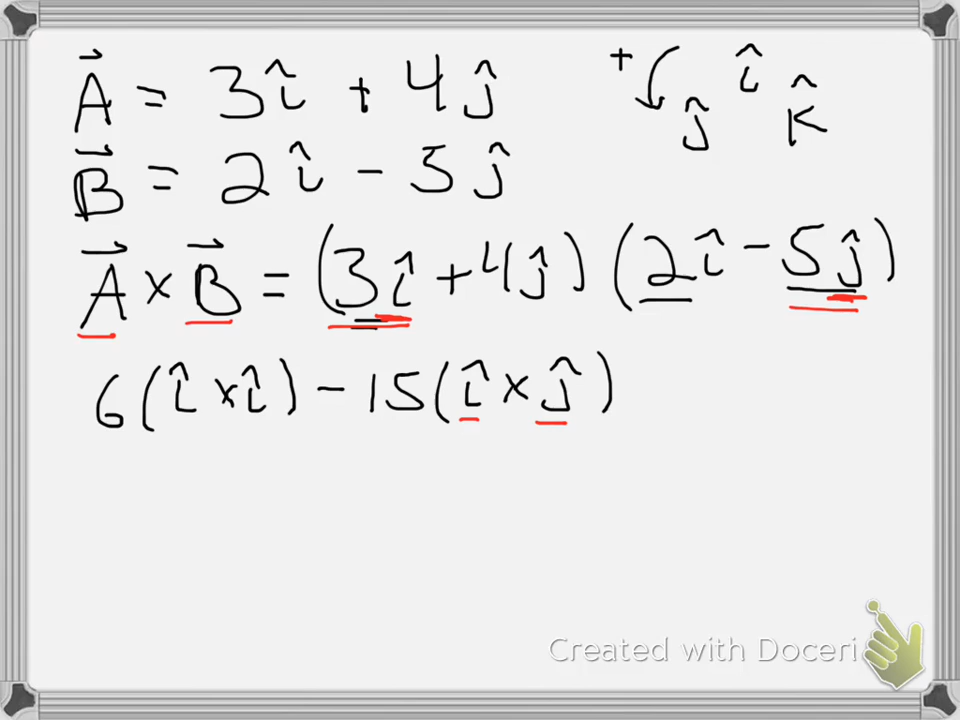 A⃗ = 3î + 4ĵ
+ î
ĵ k̂
B⃗ = 2î - 5ĵ
A⃗ × B⃗ = (3î + 4ĵ) (2î - 5ĵ)
6(î × î) - 15(î × ĵ)
Created with Doceri